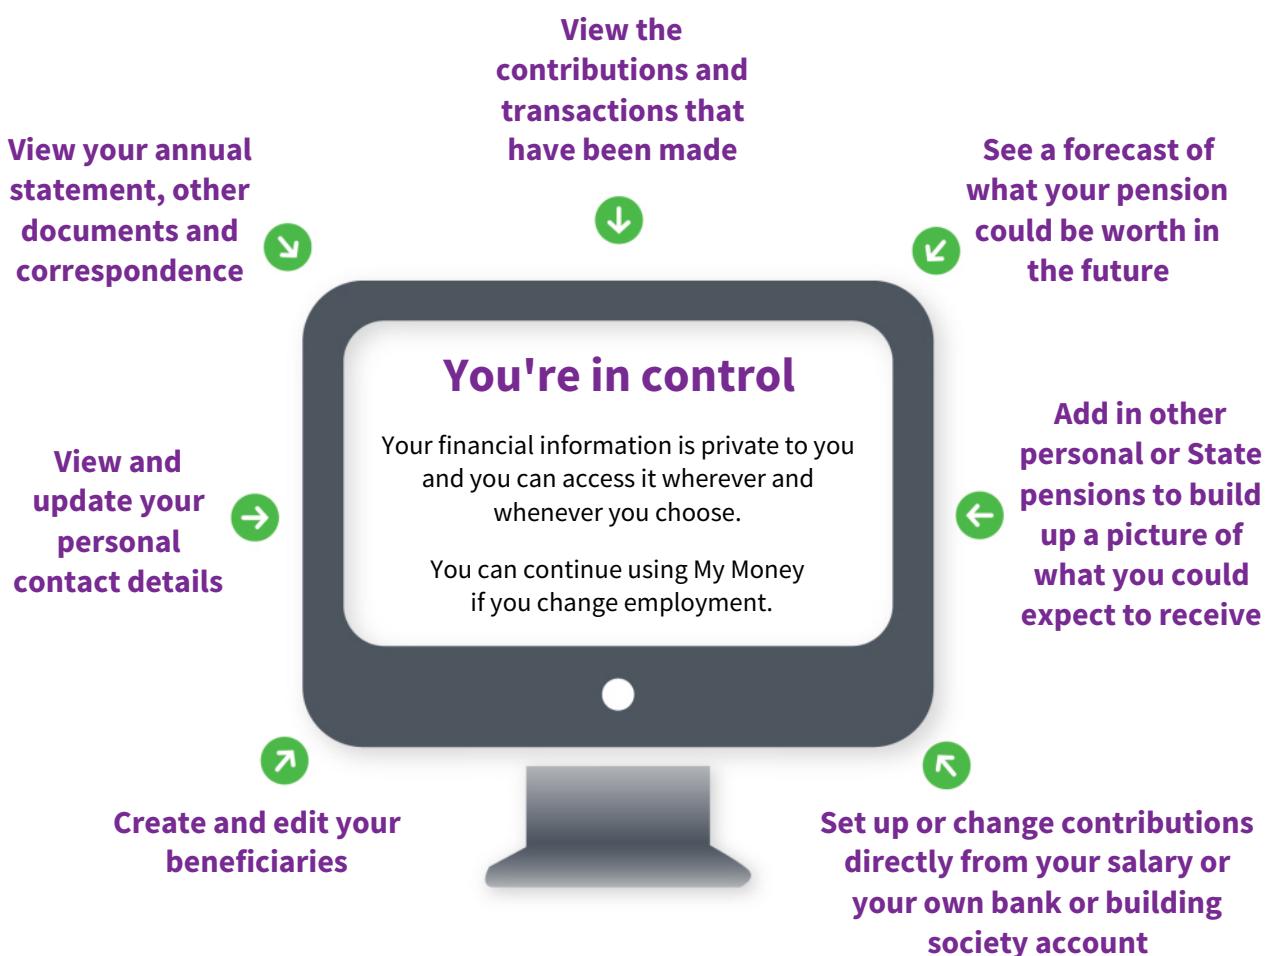 View the
contributions and
transactions that
have been made
View your annual
statement, other
documents and
correspondence
See a forecast of
what your pension
could be worth in
the future
You're in control
Your financial information is private to you
and you can access it wherever and
whenever you choose.
You can continue using My Money
if you change employment.
View and
update your
personal
contact details
Add in other
personal or State
pensions to build
up a picture of
what you could
expect to receive
Create and edit your
beneficiaries
Set up or change contributions
directly from your salary or
your own bank or building
society account